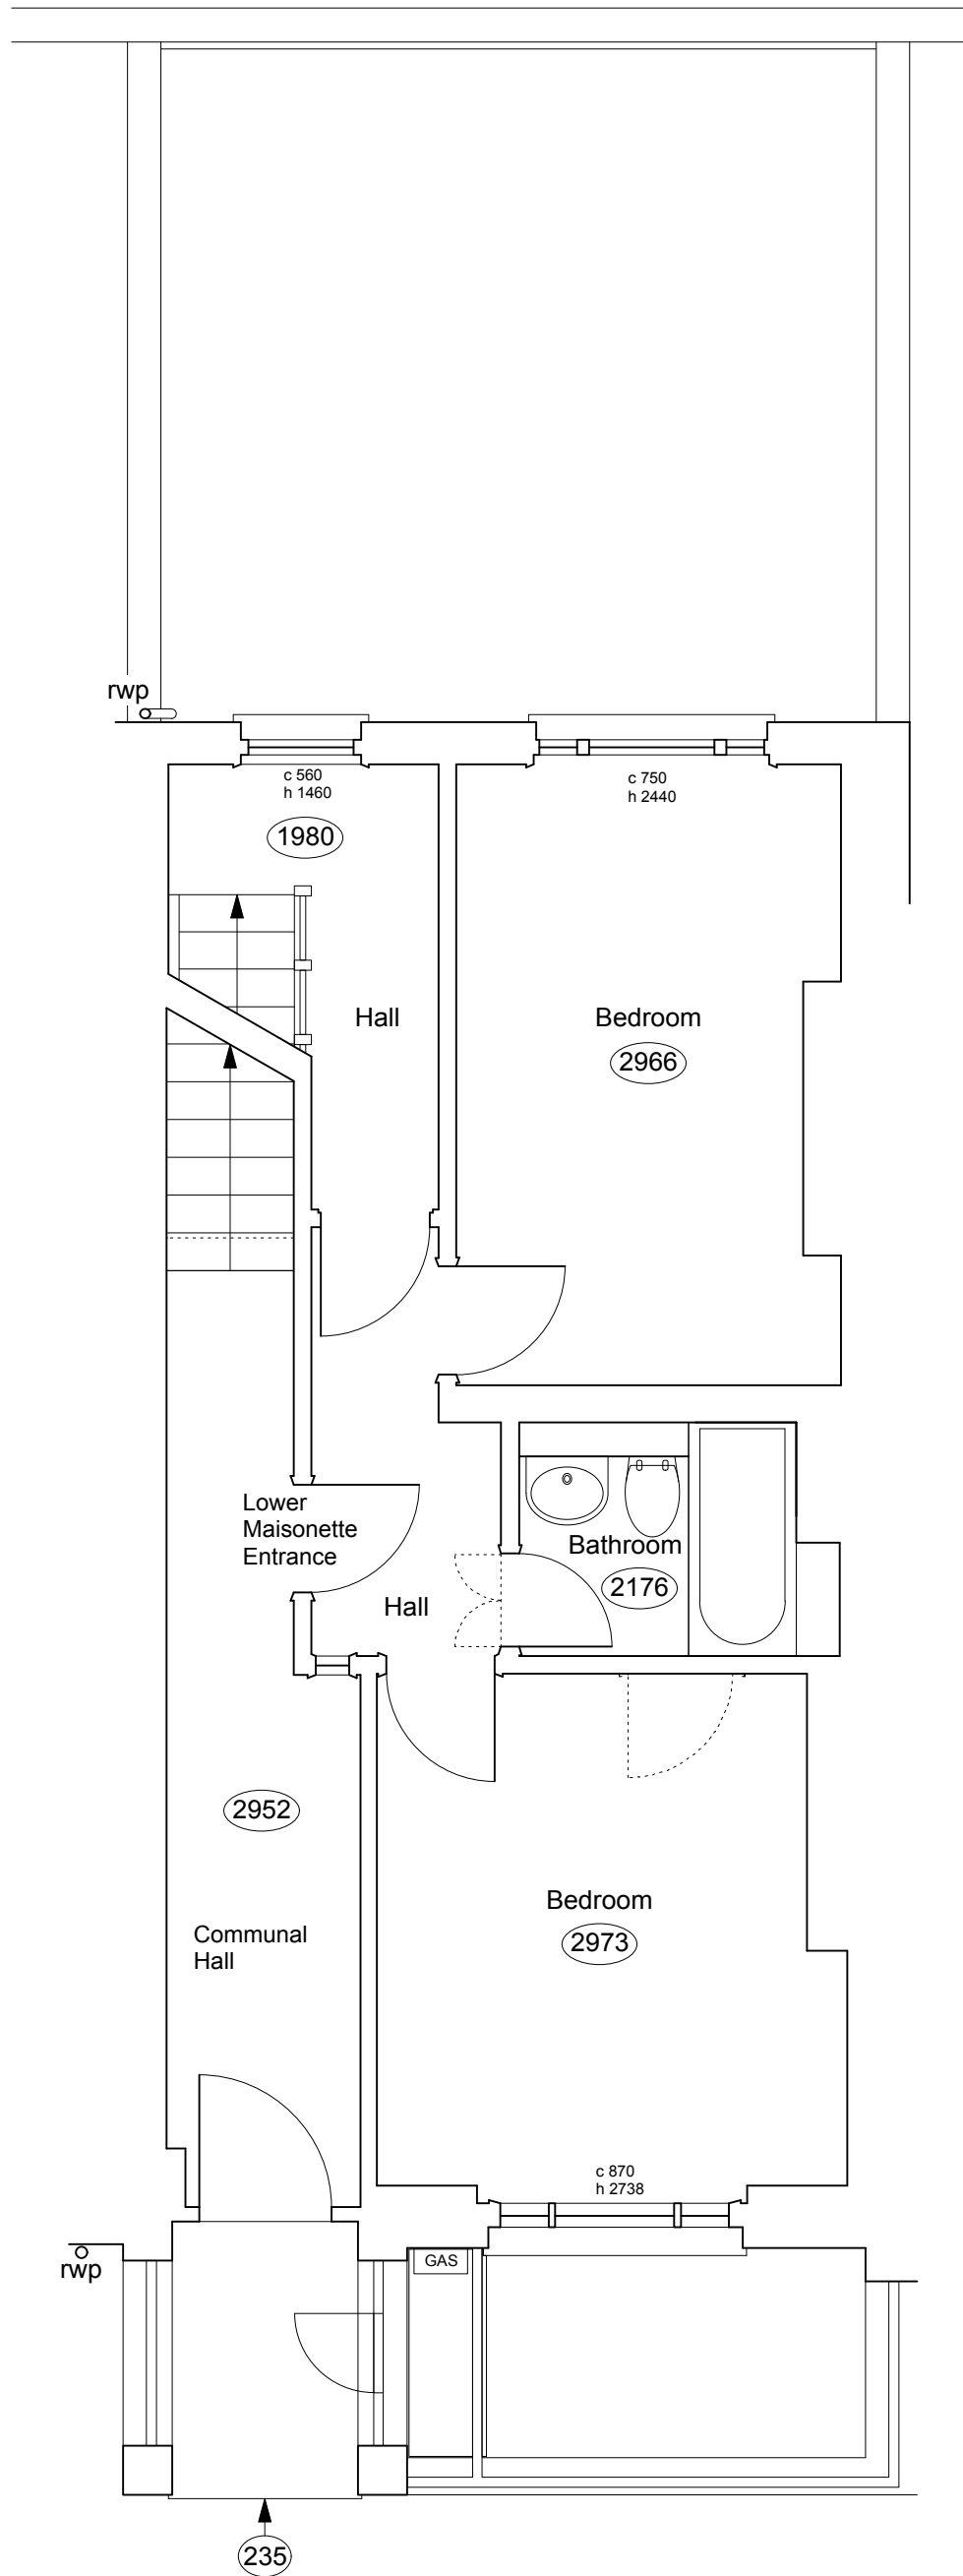 rwp
c 560
h 1460
c 750
h 2440
1980
Hall
Bedroom
2966
Lower
Maisonette
Entrance
Bathroom
2176
Hall
2952
Bedroom
2973
Communal
Hall
c 870
h 2738
rwp
GAS
235